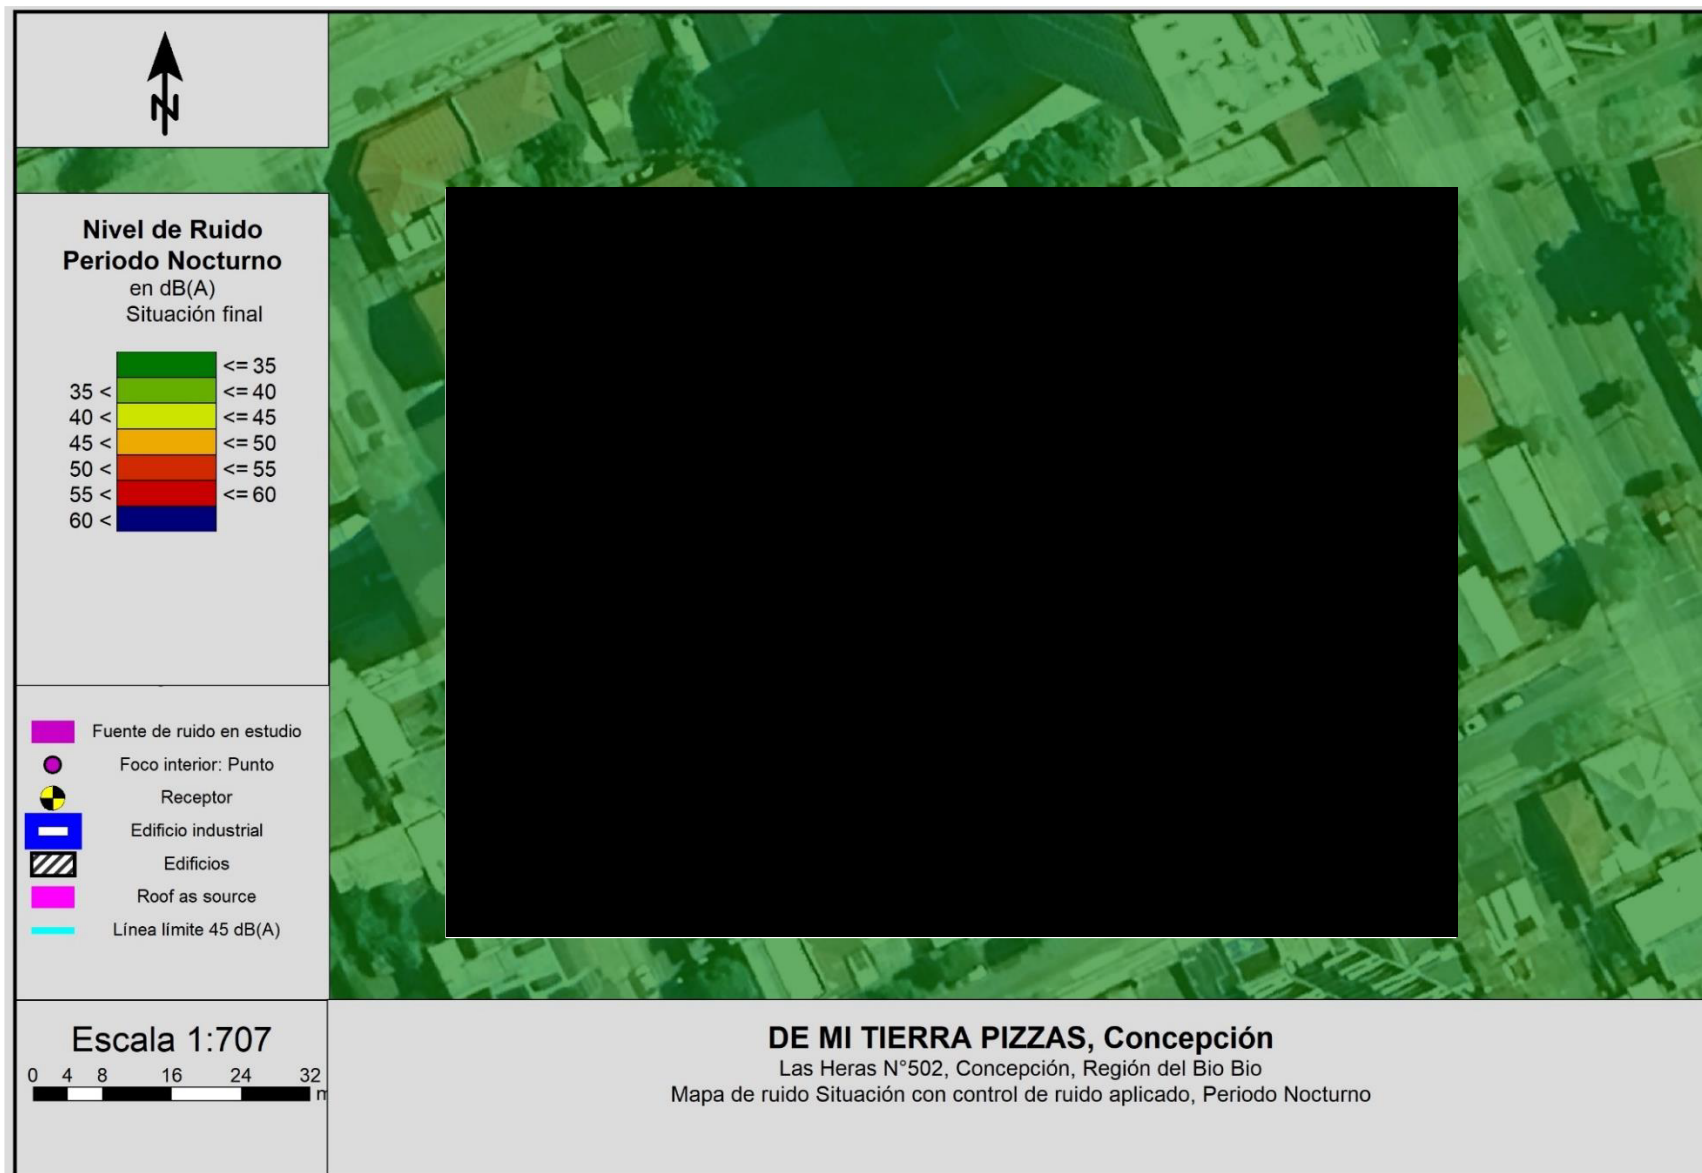 N
Nivel de Ruido
Periodo Nocturno
en dB(A)
Situación final
<= 35
35 < <= 40
40 < <= 45
45 < <= 50
50 < <= 55
55 < <= 60
60 <
Fuente de ruido en estudio
Foco interior: Punto
Receptor
Edificio industrial
Edificios
Roof as source
Línea límite 45 dB(A)
Escala 1:707
0 4 8 16 24 32
m
DE MI TIERRA PIZZAS, Concepción
Las Heras N°502, Concepción, Región del Bio Bio
Mapa de ruido Situación con control de ruido aplicado, Periodo Nocturno